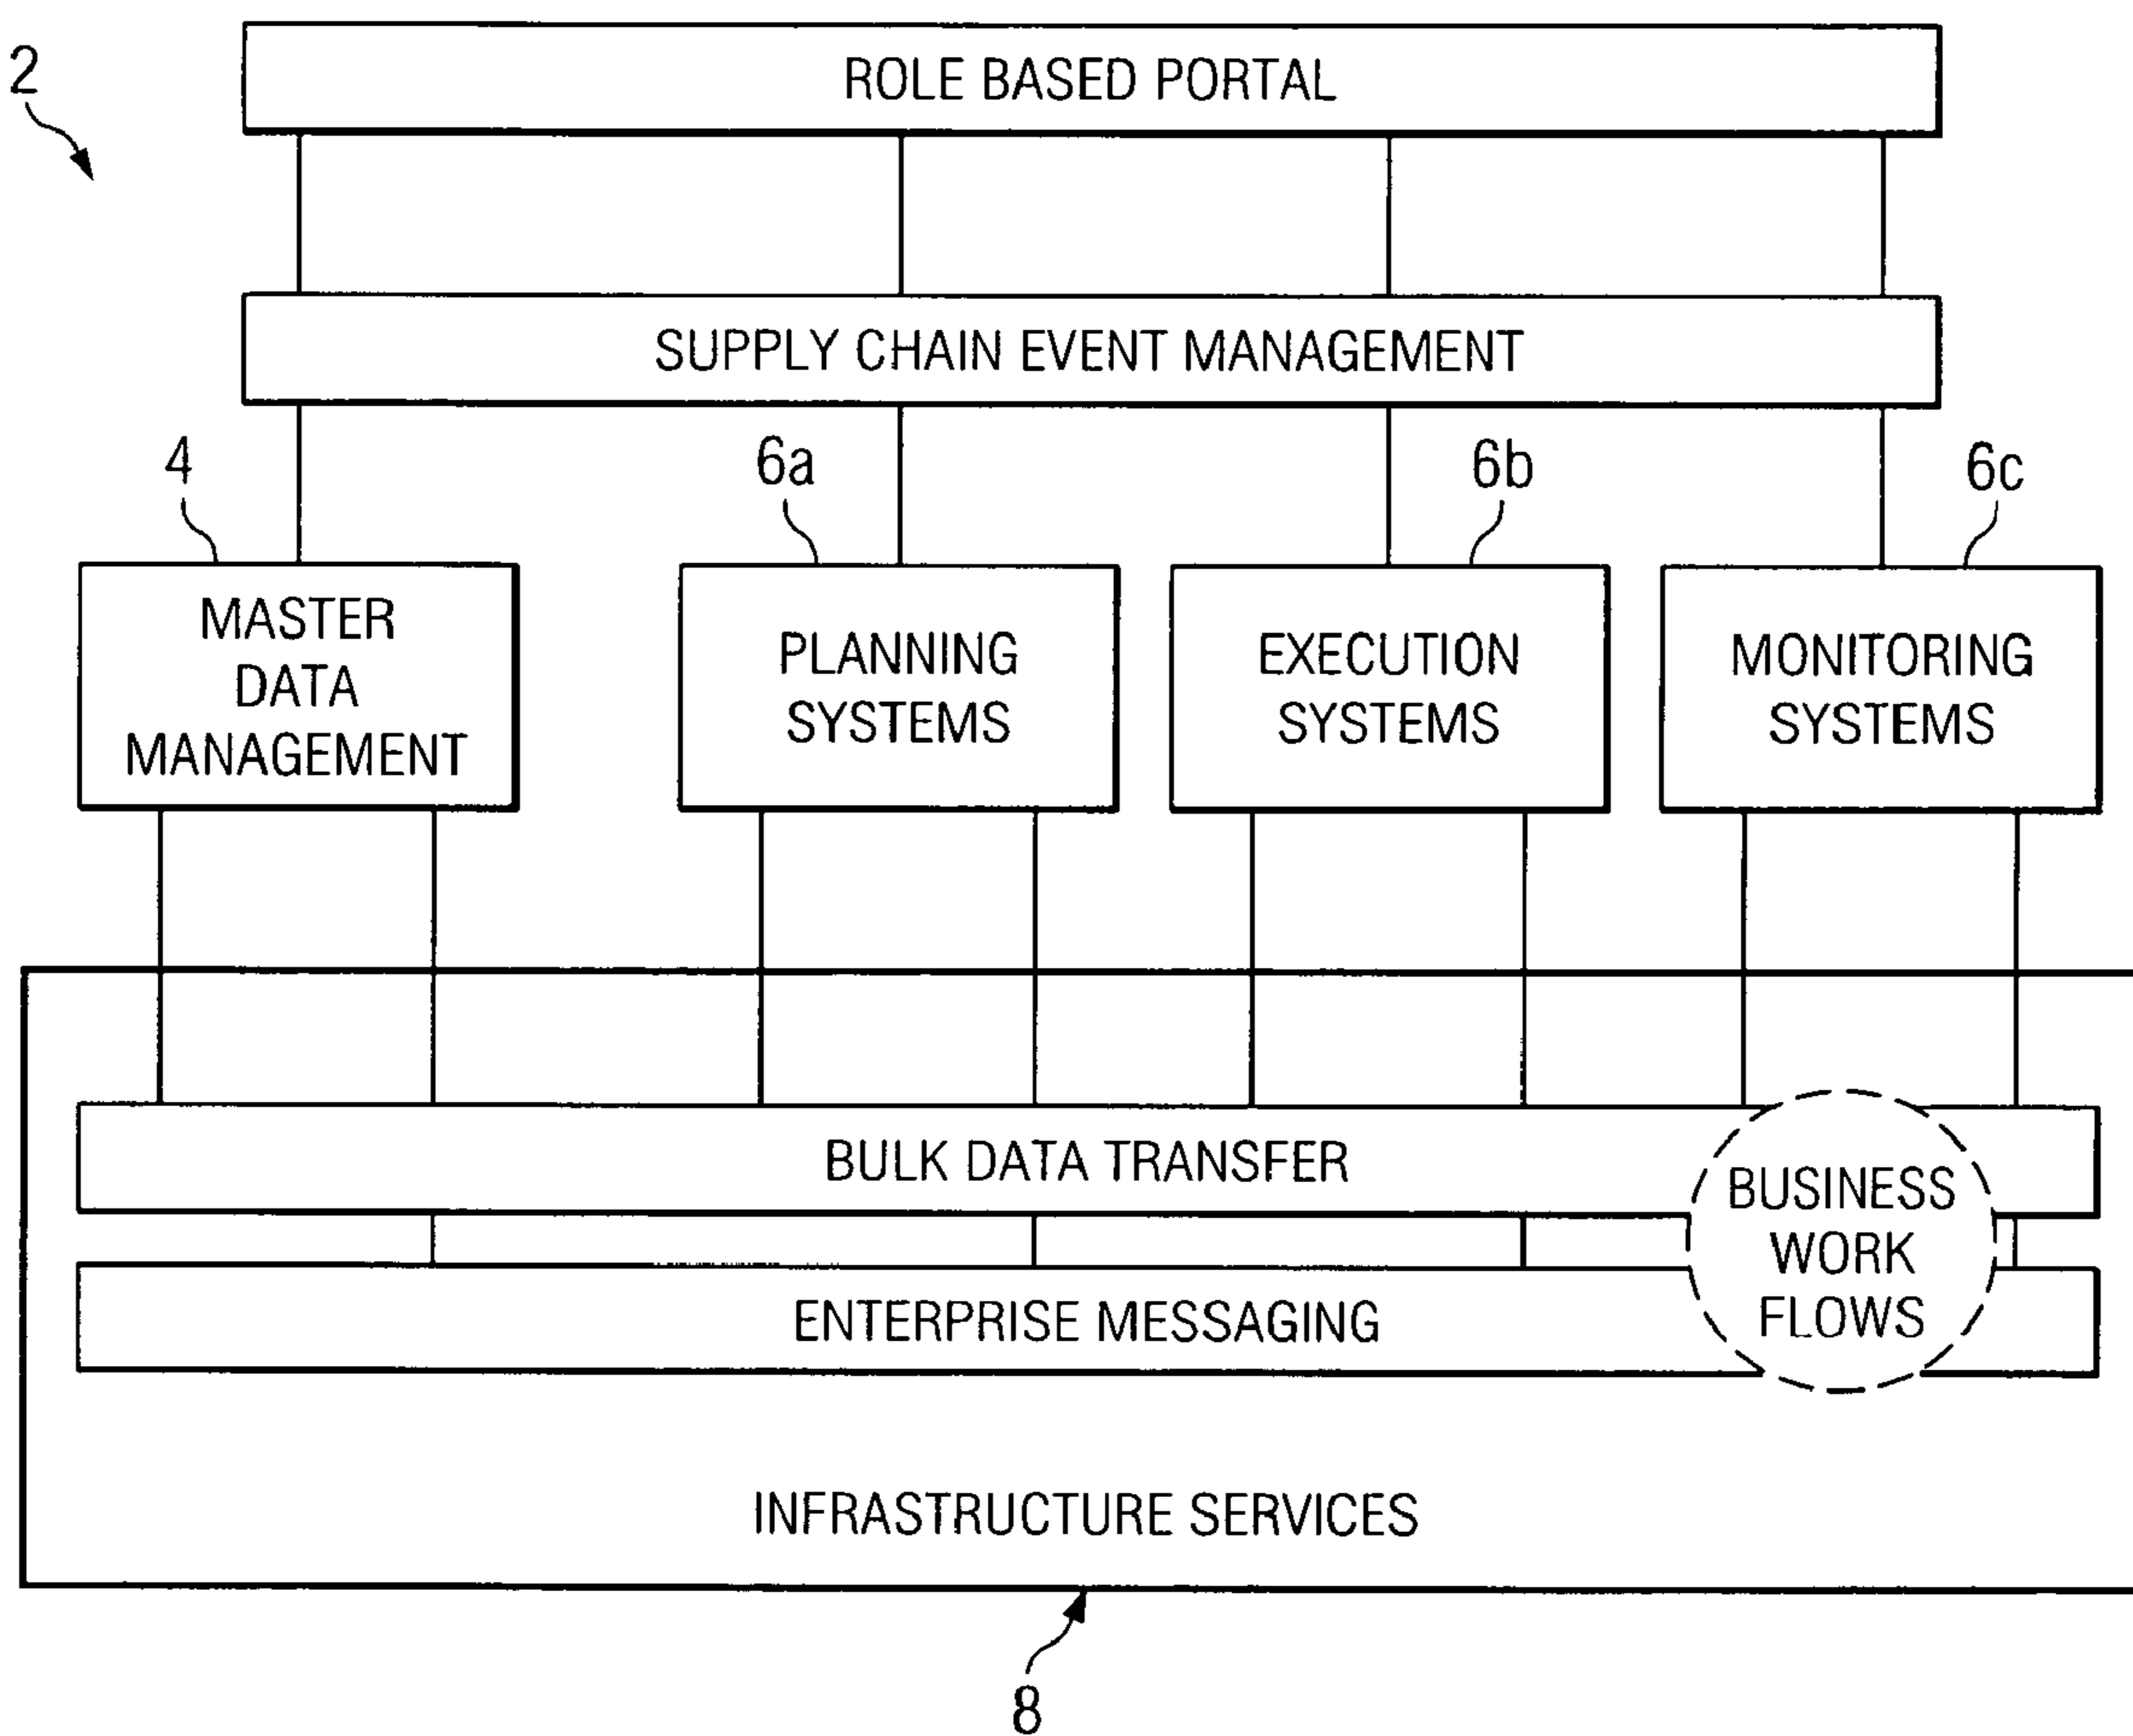 2
ROLE BASED PORTAL
SUPPLY CHAIN EVENT MANAGEMENT
4
6a
6b
6c
MASTER
DATA
MANAGEMENT
PLANNING
SYSTEMS
EXECUTION
SYSTEMS
MONITORING
SYSTEMS
BULK DATA TRANSFER
BUSINESS
WORK
FLOWS
ENTERPRISE MESSAGING
INFRASTRUCTURE SERVICES
8